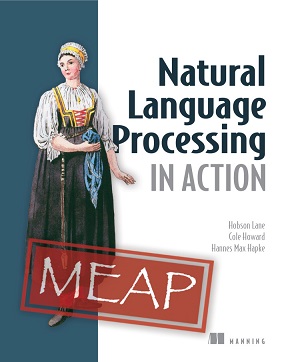 Natural
Language
Processing
IN ACTION
Hobson Lane
Cole Howard
Hannes Max Hapke
MEAP
MANNING